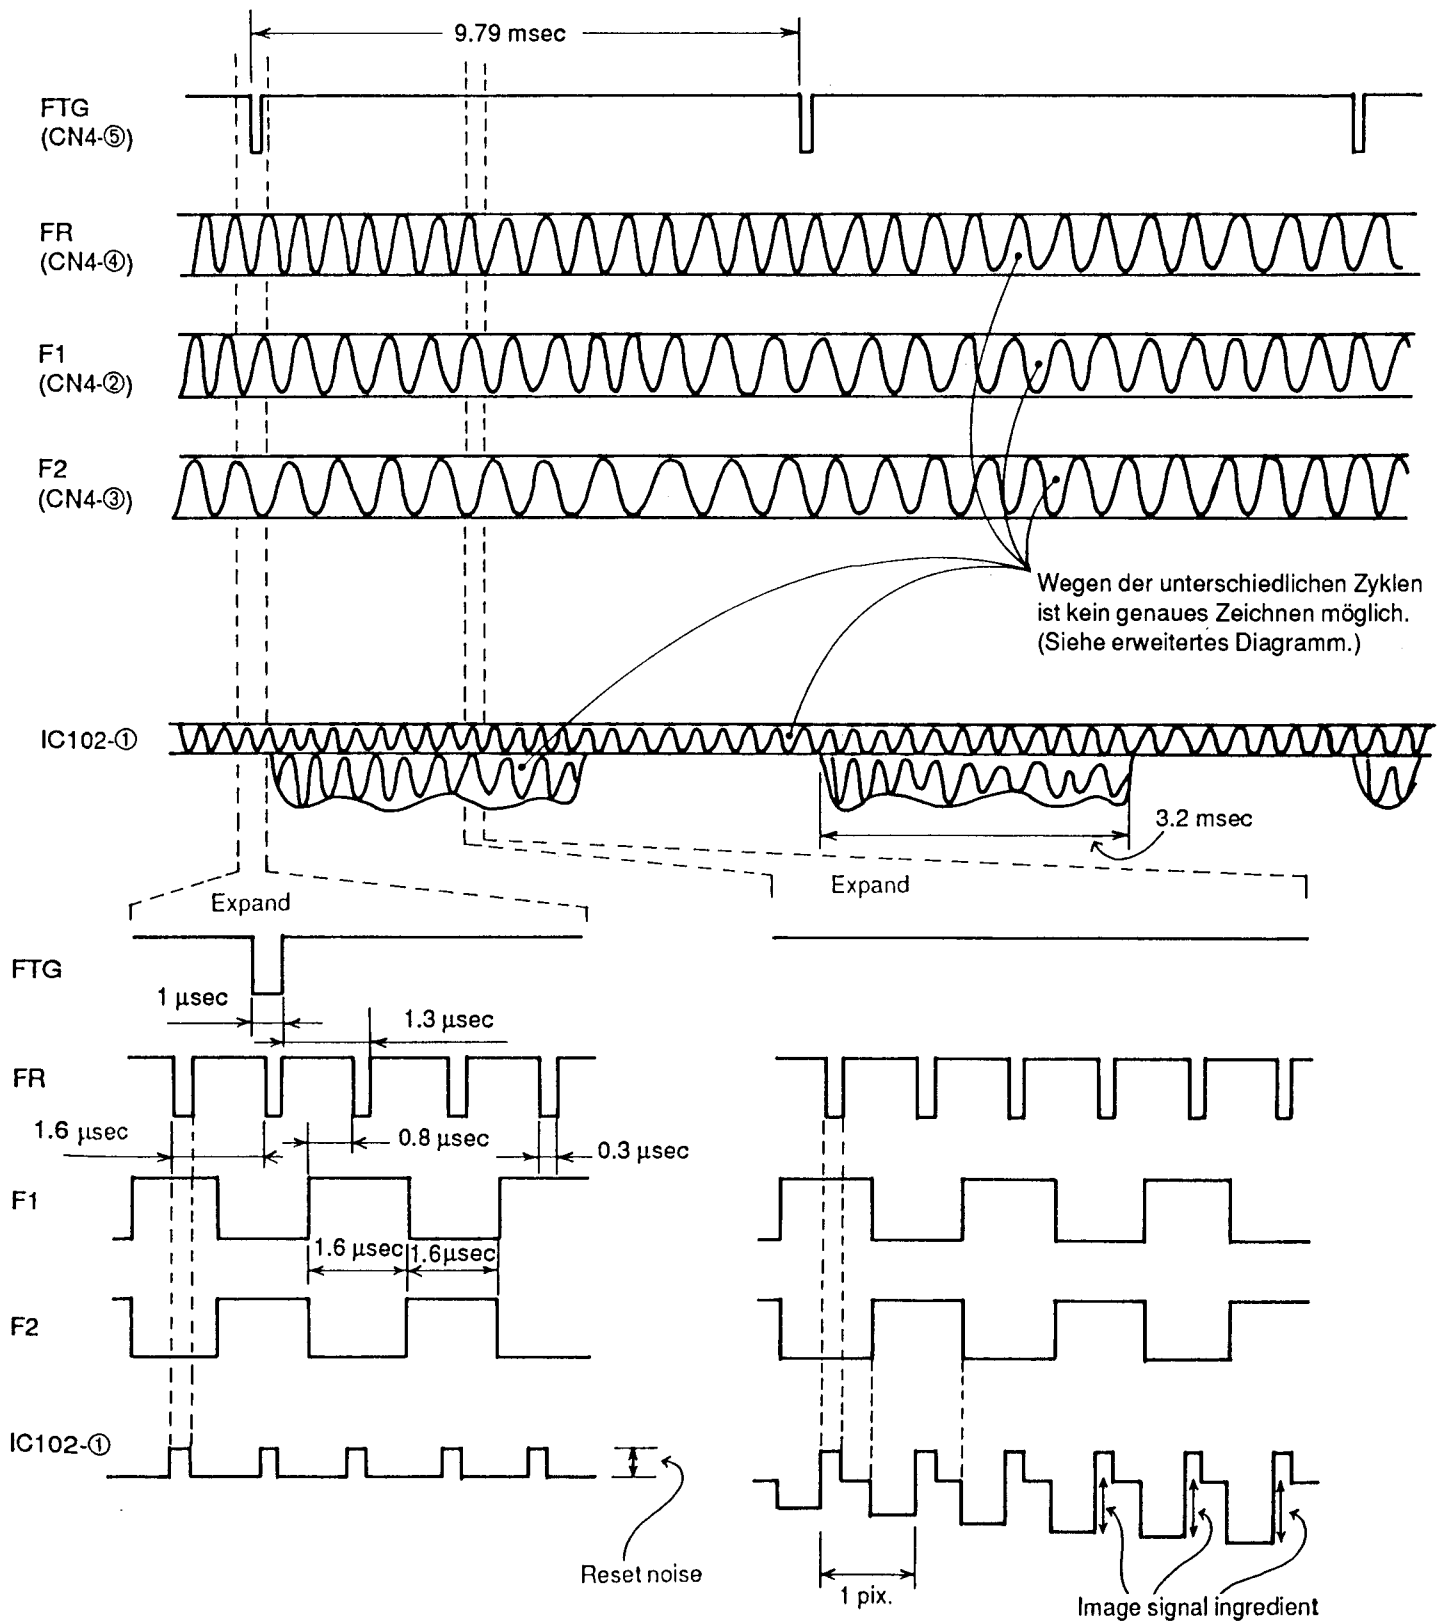 9.79 msec
FTG
(CN4-⑤)
FR
(CN4-④)
F1
(CN4-②)
F2
(CN4-③)
Wegen der unterschiedlichen Zyklen
ist kein genaues Zeichnen möglich.
(Siehe erweitertes Diagramm.)
IC102-①
3.2 msec
Expand
Expand
FTG
1 μsec
1.3 μsec
FR
1.6 μsec
0.8 μsec
0.3 μsec
F1
1.6 μsec
1.6μsec
F2
IC102-①
Reset noise
1 pix.
Image signal ingredient